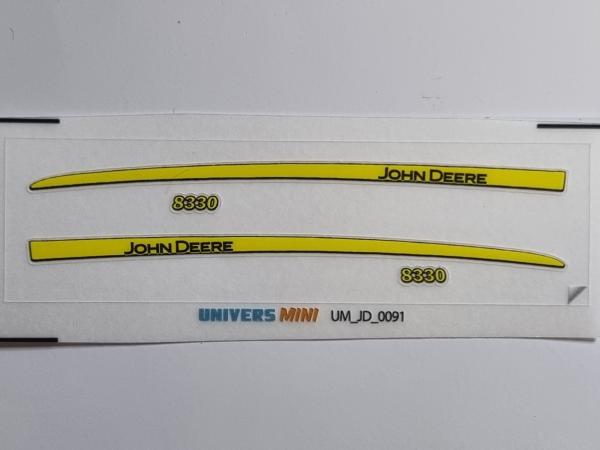 JOHN DEERE
8330
JOHN DEERE
8330
UNIVERS MINI UM_JD_0091